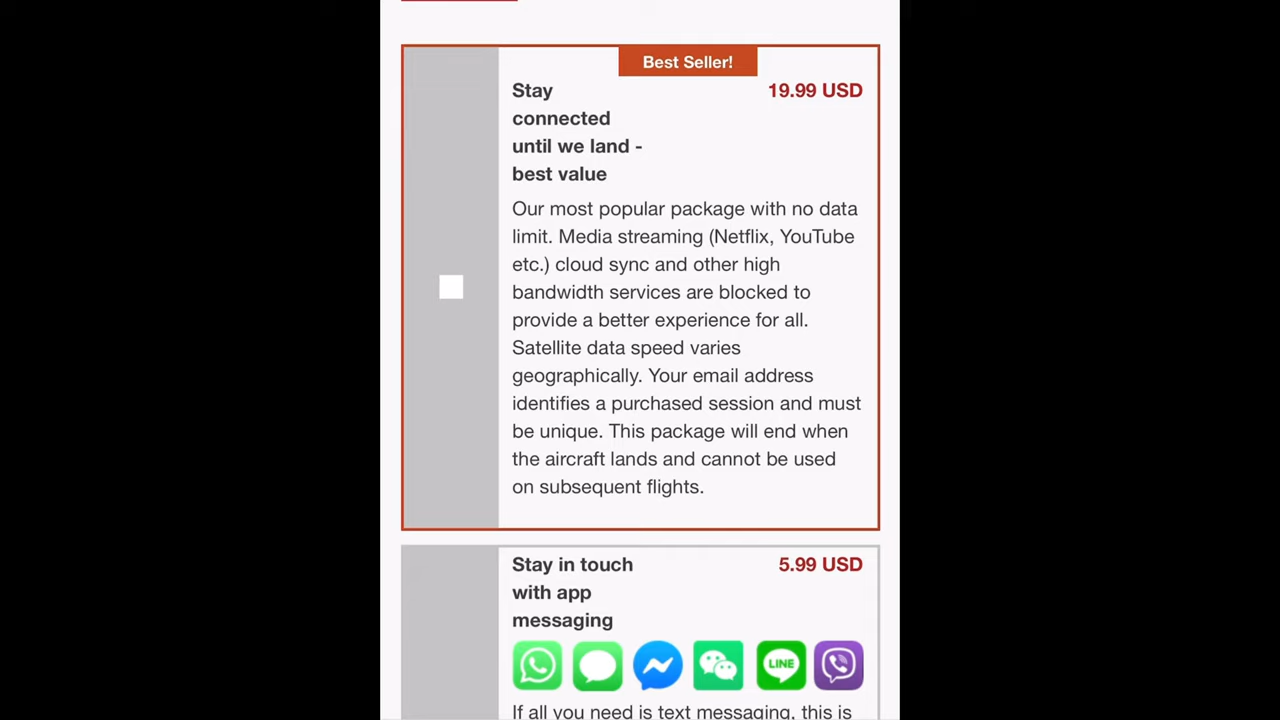 Best Seller!
Stay
connected
until we land -
best value
19.99 USD
Our most popular package with no data
limit. Media streaming (Netflix, YouTube
etc.) cloud sync and other high
bandwidth services are blocked to
provide a better experience for all.
Satellite data speed varies
geographically. Your email address
identifies a purchased session and must
be unique. This package will end when
the aircraft lands and cannot be used
on subsequent flights.
Stay in touch
with app
messaging
5.99 USD
LINE
If all you need is text messaging, this is